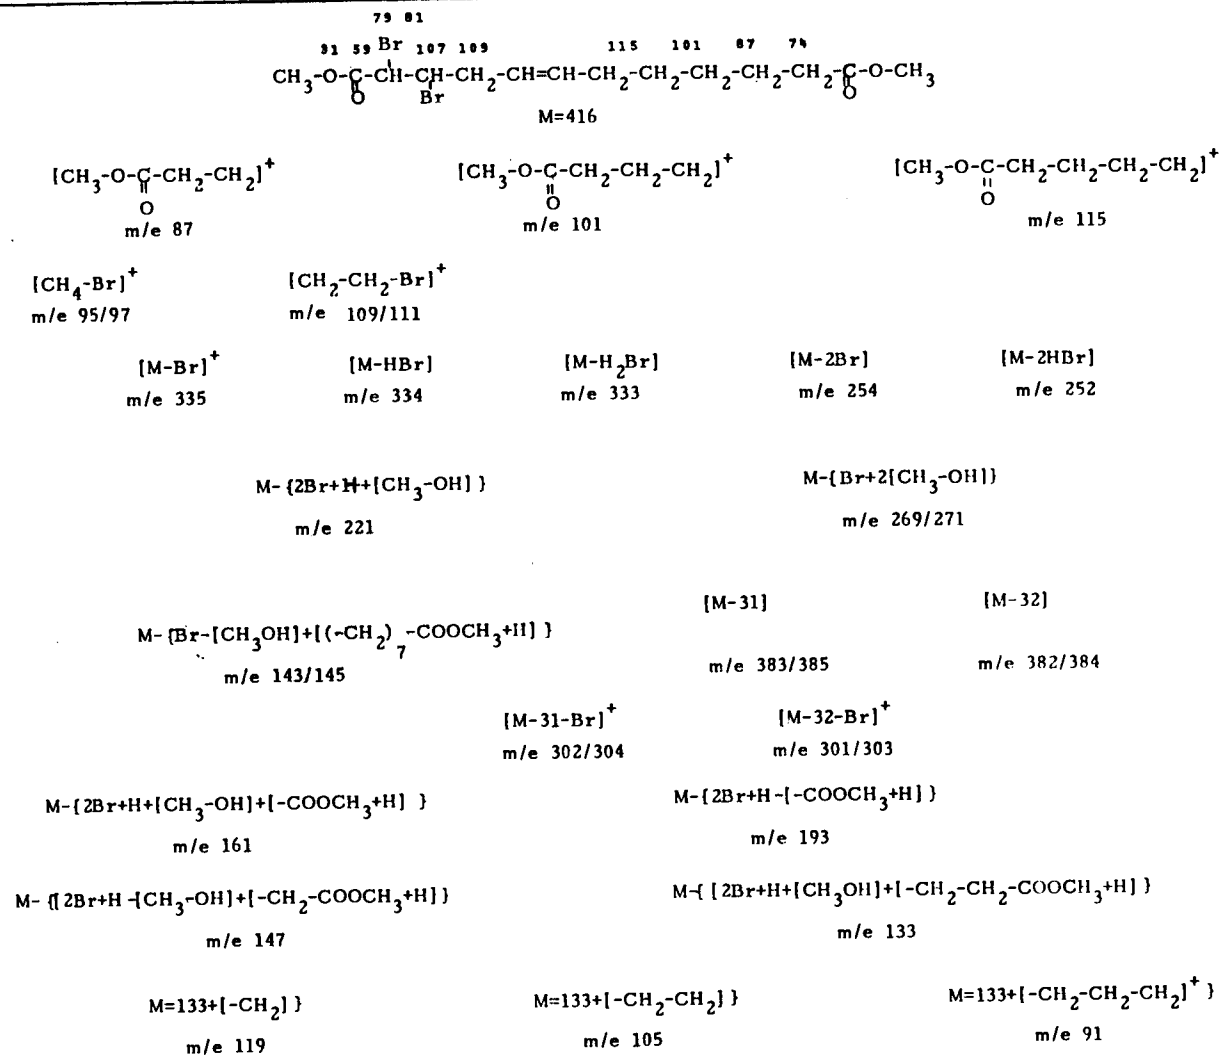 79 81
31 59 Br 107 109 115 101 87 74
CH3-O-C-CH-CH-CH2-CH=CH-CH2-CH2-CH2-CH2-CH2-C-O-CH3
O Br O
M=416
[CH3-O-C-CH2-CH2]+ [CH3-O-C-CH2-CH2-CH2]+ [CH3-O-C-CH2-CH2-CH2-CH2]+
O O O
m/e 87 m/e 101 m/e 115
[CH4-Br]+ [CH2-CH2-Br]+
m/e 95/97 m/e 109/111
[M-Br]+ [M-HBr] [M-H2Br] [M-2Br] [M-2HBr]
m/e 335 m/e 334 m/e 333 m/e 254 m/e 252
M-{2Br+H+[CH3-OH]} M-{Br+2[CH3-OH]}
m/e 221 m/e 269/271
[M-31] [M-32]
M-{Br-[CH3OH]+[(-CH2)7-COOCH3+H]}
m/e 143/145 m/e 383/385 m/e 382/384
[M-31-Br]+ [M-32-Br]+
m/e 302/304 m/e 301/303
M-{2Br+H+[CH3-OH]+[-COOCH3+H] } M-{2Br+H-[-COOCH3+H]}
m/e 161 m/e 193
M- {[2Br+H-[CH3-OH]+[-CH2-COOCH3+H]} M-{ [2Br+H+[CH3OH]+[-CH2-CH2-COOCH3+H] }
m/e 147 m/e 133
M=133+[-CH2] } M=133+[-CH2-CH2] } M=133+[-CH2-CH2-CH2]+ }
m/e 119 m/e 105 m/e 91